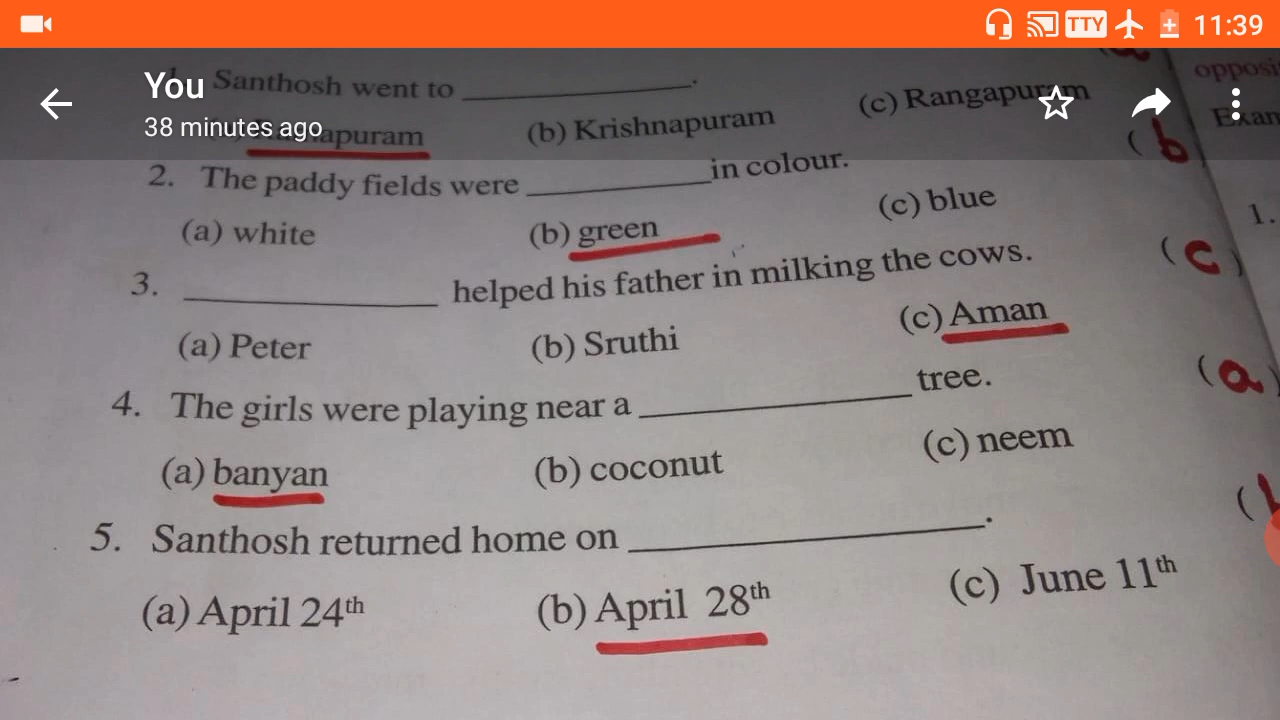 TTY 11:39
You
38 minutes ago
Santhosh went to ____________.
(b) Krishnapuram (c) Rangapuram
2. The paddy fields were ____________ in colour. (b)
(a) white (b) green (c) blue
3. ____________ helped his father in milking the cows. (c)
(a) Peter (b) Sruthi (c) Aman
4. The girls were playing near a ____________ tree. (a)
(a) banyan (b) coconut (c) neem
5. Santhosh returned home on ____________.
(a) April 24th (b) April 28th (c) June 11th
1.